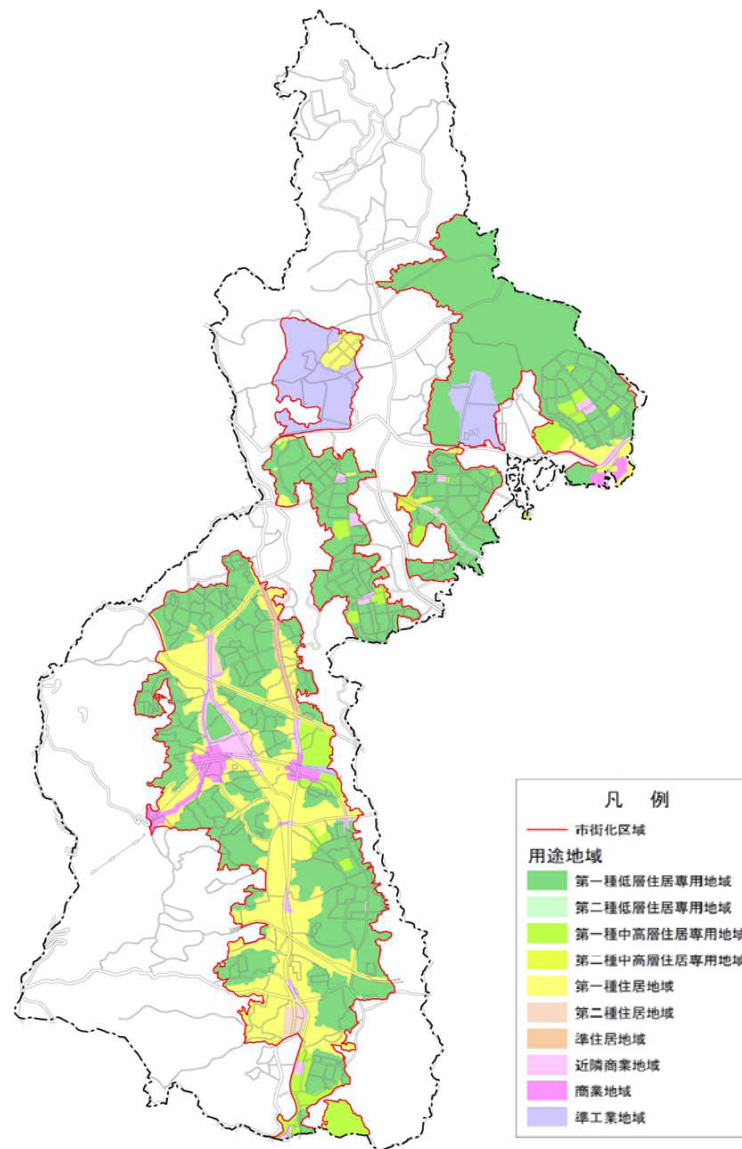 凡　例
市街化区域
用途地域
第一種低層住居専用地域
第二種低層住居専用地域
第一種中高層住居専用地域
第二種中高層住居専用地域
第一種住居地域
第二種住居地域
準住居地域
近隣商業地域
商業地域
準工業地域